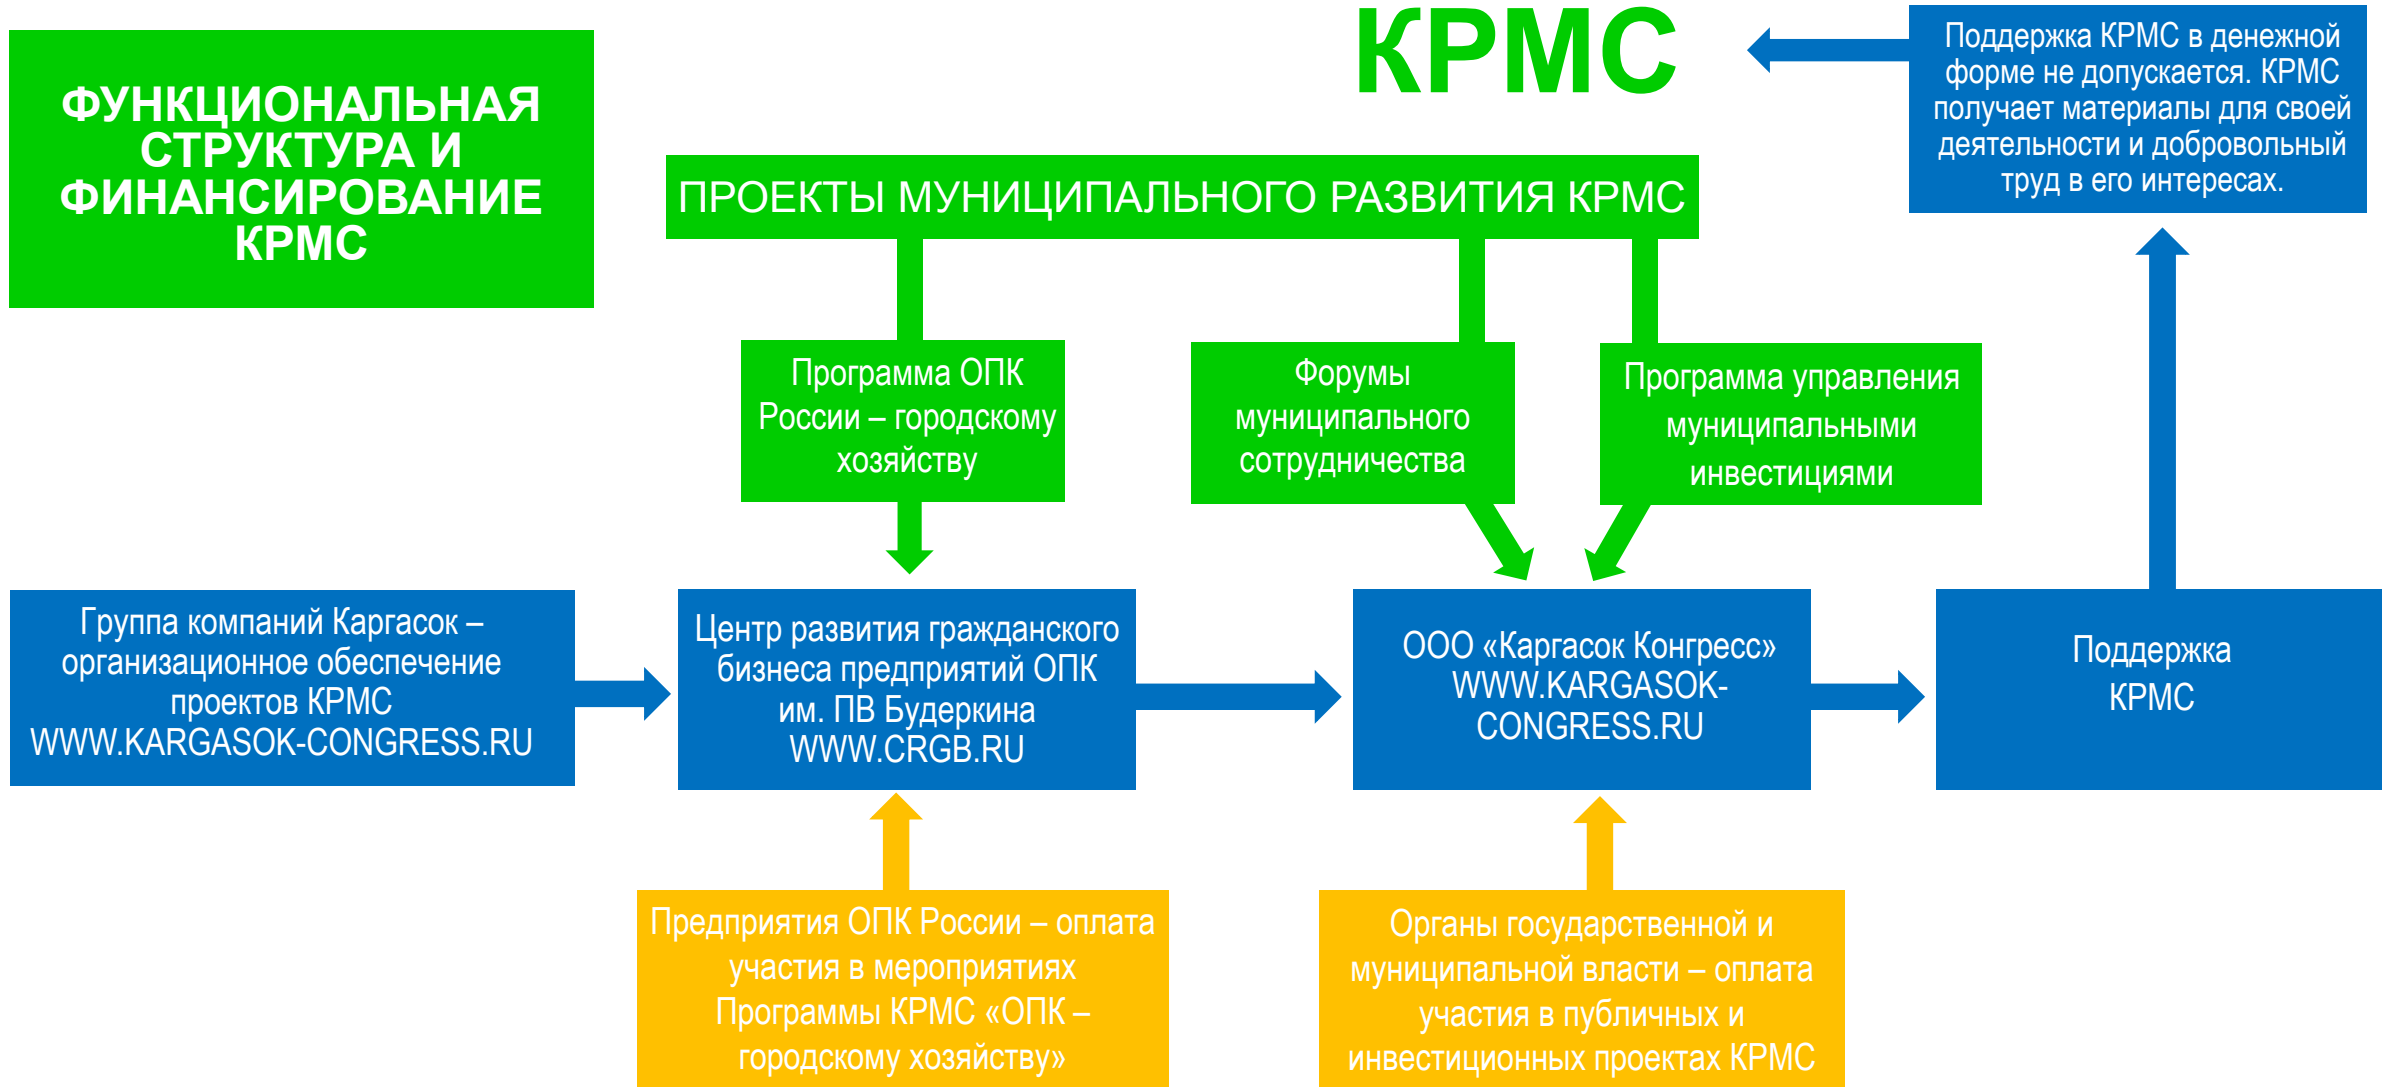 ФУНКЦИОНАЛЬНАЯ
СТРУКТУРА И
ФИНАНСИРОВАНИЕ
КРМС
КРМС
Поддержка КРМС в денежной
форме не допускается. КРМС
получает материалы для своей
деятельности и добровольный
труд в его интересах.
ПРОЕКТЫ МУНИЦИПАЛЬНОГО РАЗВИТИЯ КРМС
Программа ОПК
России – городскому
хозяйству
Форумы
муниципального
сотрудничества
Программа управления
муниципальными
инвестициями
Группа компаний Каргасок –
организационное обеспечение
проектов КРМС
WWW.KARGASOK-CONGRESS.RU
Центр развития гражданского
бизнеса предприятий ОПК
им. ПВ Будеркина
WWW.CRGB.RU
ООО «Каргасок Конгресс»
WWW.KARGASOK-
CONGRESS.RU
Поддержка
КРМС
Предприятия ОПК России – оплата
участия в мероприятиях
Программы КРМС «ОПК –
городскому хозяйству»
Органы государственной и
муниципальной власти – оплата
участия в публичных и
инвестиционных проектах КРМС